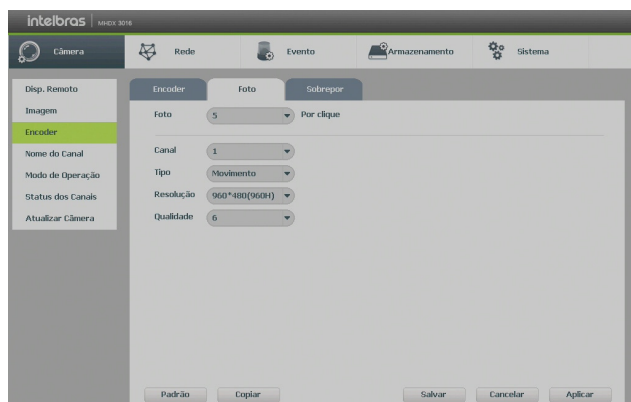 intelbras | MHDX 3016
Câmera Rede Evento Armazenamento Sistema
Disp. Remoto
Imagem
Encoder
Nome do Canal
Modo de Operação
Status dos Canais
Atualizar Câmera
Encoder Foto Sobrepor
Foto 5 Por clique
Canal 1
Tipo Movimento
Resolução 960*480(960H)
Qualidade 6
Padrão Copiar Salvar Cancelar Aplicar